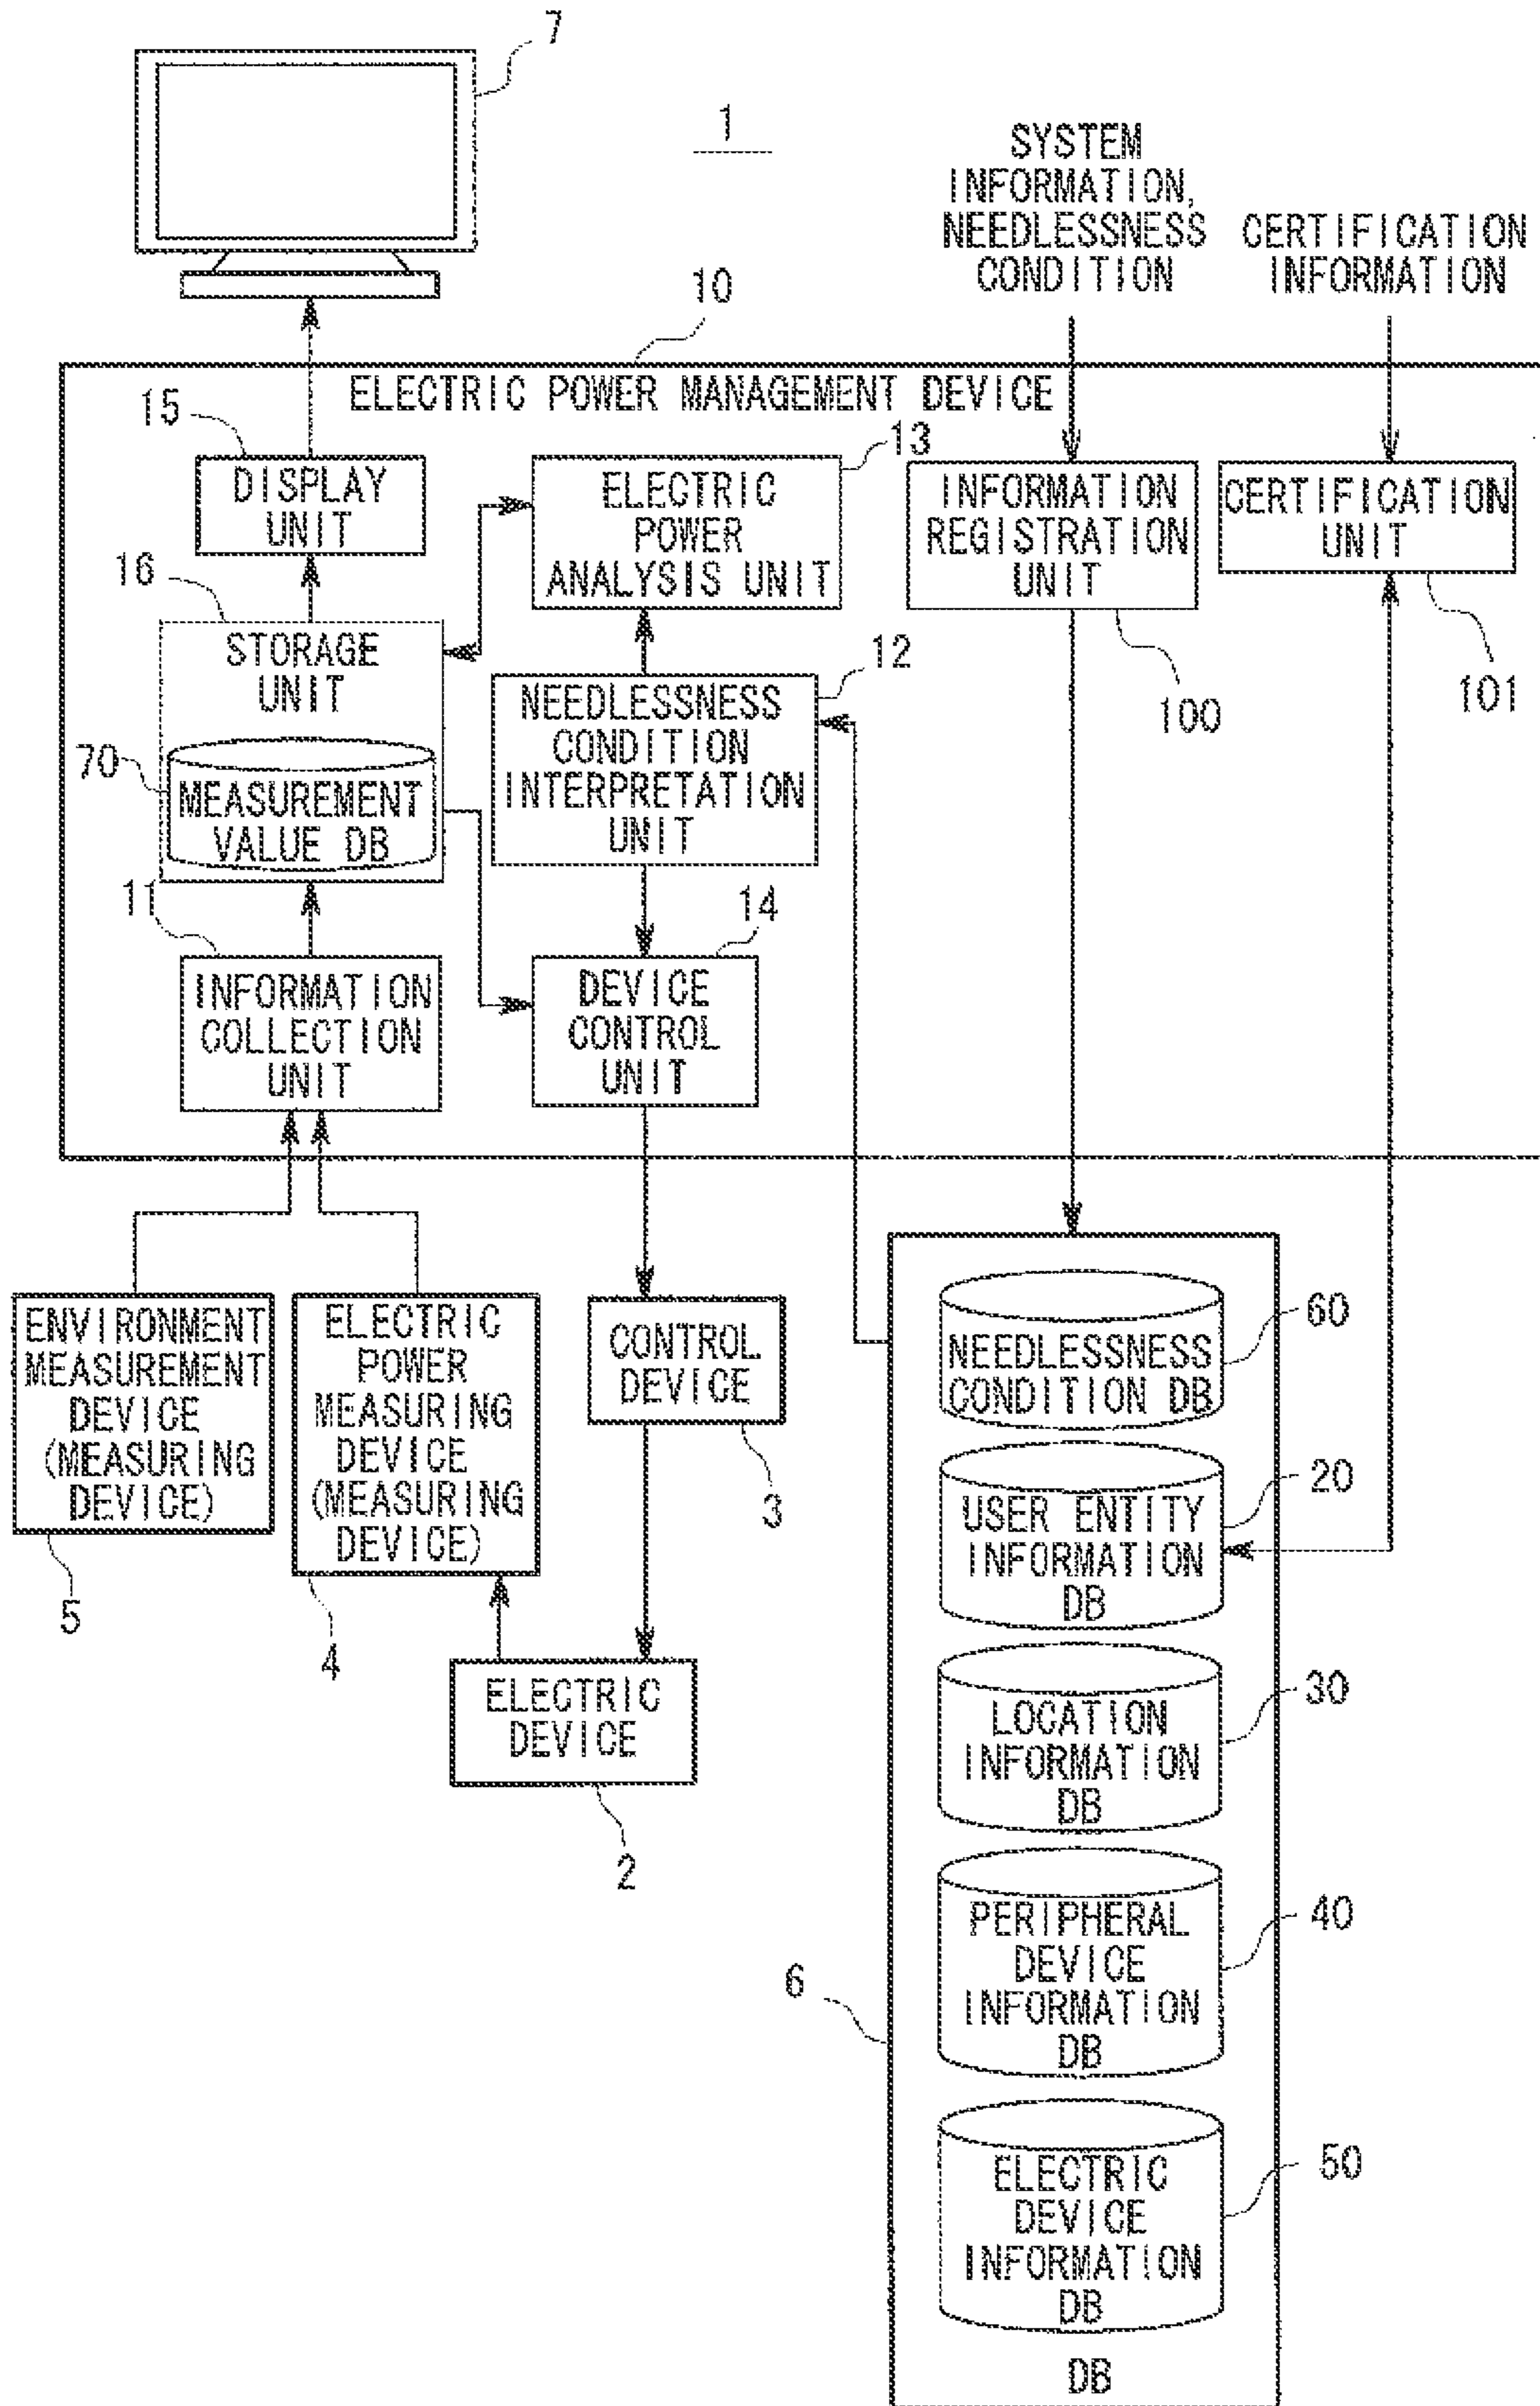 7
1
SYSTEM
INFORMATION,
NEEDLESSNESS
CONDITION
CERTIFICATION
INFORMATION
10
ELECTRIC POWER MANAGEMENT DEVICE
15
DISPLAY
UNIT
13
ELECTRIC
POWER
ANALYSIS UNIT
INFORMATION
REGISTRATION
UNIT
100
CERTIFICATION
UNIT
101
16
STORAGE
UNIT
70
MEASUREMENT
VALUE DB
12
NEEDLESSNESS
CONDITION
INTERPRETATION
UNIT
11
INFORMATION
COLLECTION
UNIT
14
DEVICE
CONTROL
UNIT
ENVIRONMENT
MEASUREMENT
DEVICE
(MEASURING
DEVICE)
5
ELECTRIC
POWER
MEASURING
DEVICE
(MEASURING
DEVICE)
4
CONTROL
DEVICE
3
ELECTRIC
DEVICE
2
NEEDLESSNESS
CONDITION DB
60
USER ENTITY
INFORMATION
DB
20
LOCATION
INFORMATION
DB
30
PERIPHERAL
DEVICE
INFORMATION
DB
40
6
ELECTRIC
DEVICE
INFORMATION
DB
50
DB